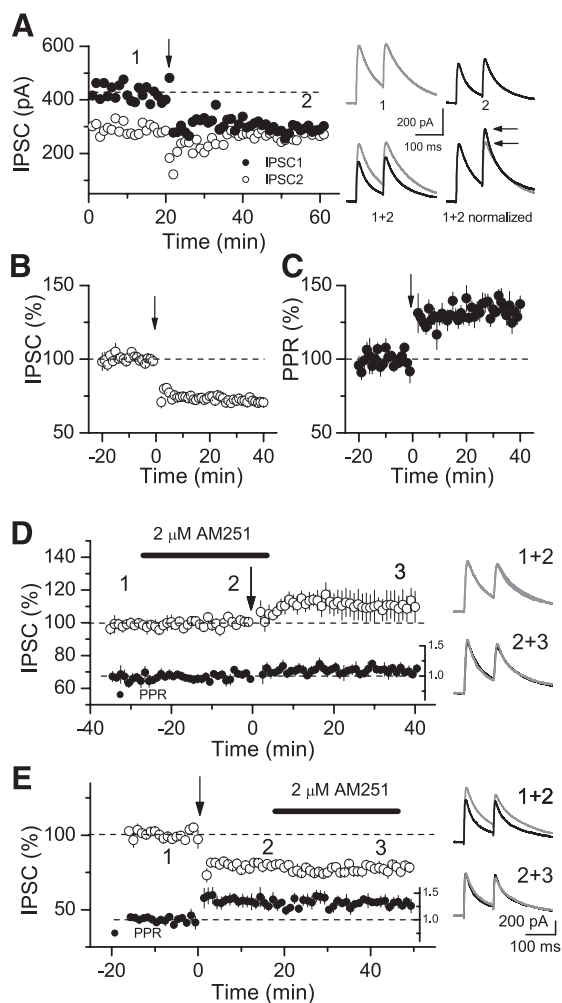 A
IPSC (pA)
600
400
200
1
2
IPSC1
IPSC2
0 10 20 30 40 50 60
Time (min)
1
2
200 pA
100 ms
1+2
1+2 normalized
B
IPSC (%)
150
100
50
-20 0 20 40
Time (min)
C
PPR (%)
150
100
50
-20 0 20 40
Time (min)
D
2 μM AM251
IPSC (%)
140
120
100
80
60
1
2
3
1.5
1.0
PPR
-40 -20 0 20 40
Time (min)
1+2
2+3
E
2 μM AM251
IPSC (%)
100
50
1
2
3
1.5
1.0
PPR
-20 0 20 40
Time (min)
1+2
2+3
200 pA
100 ms